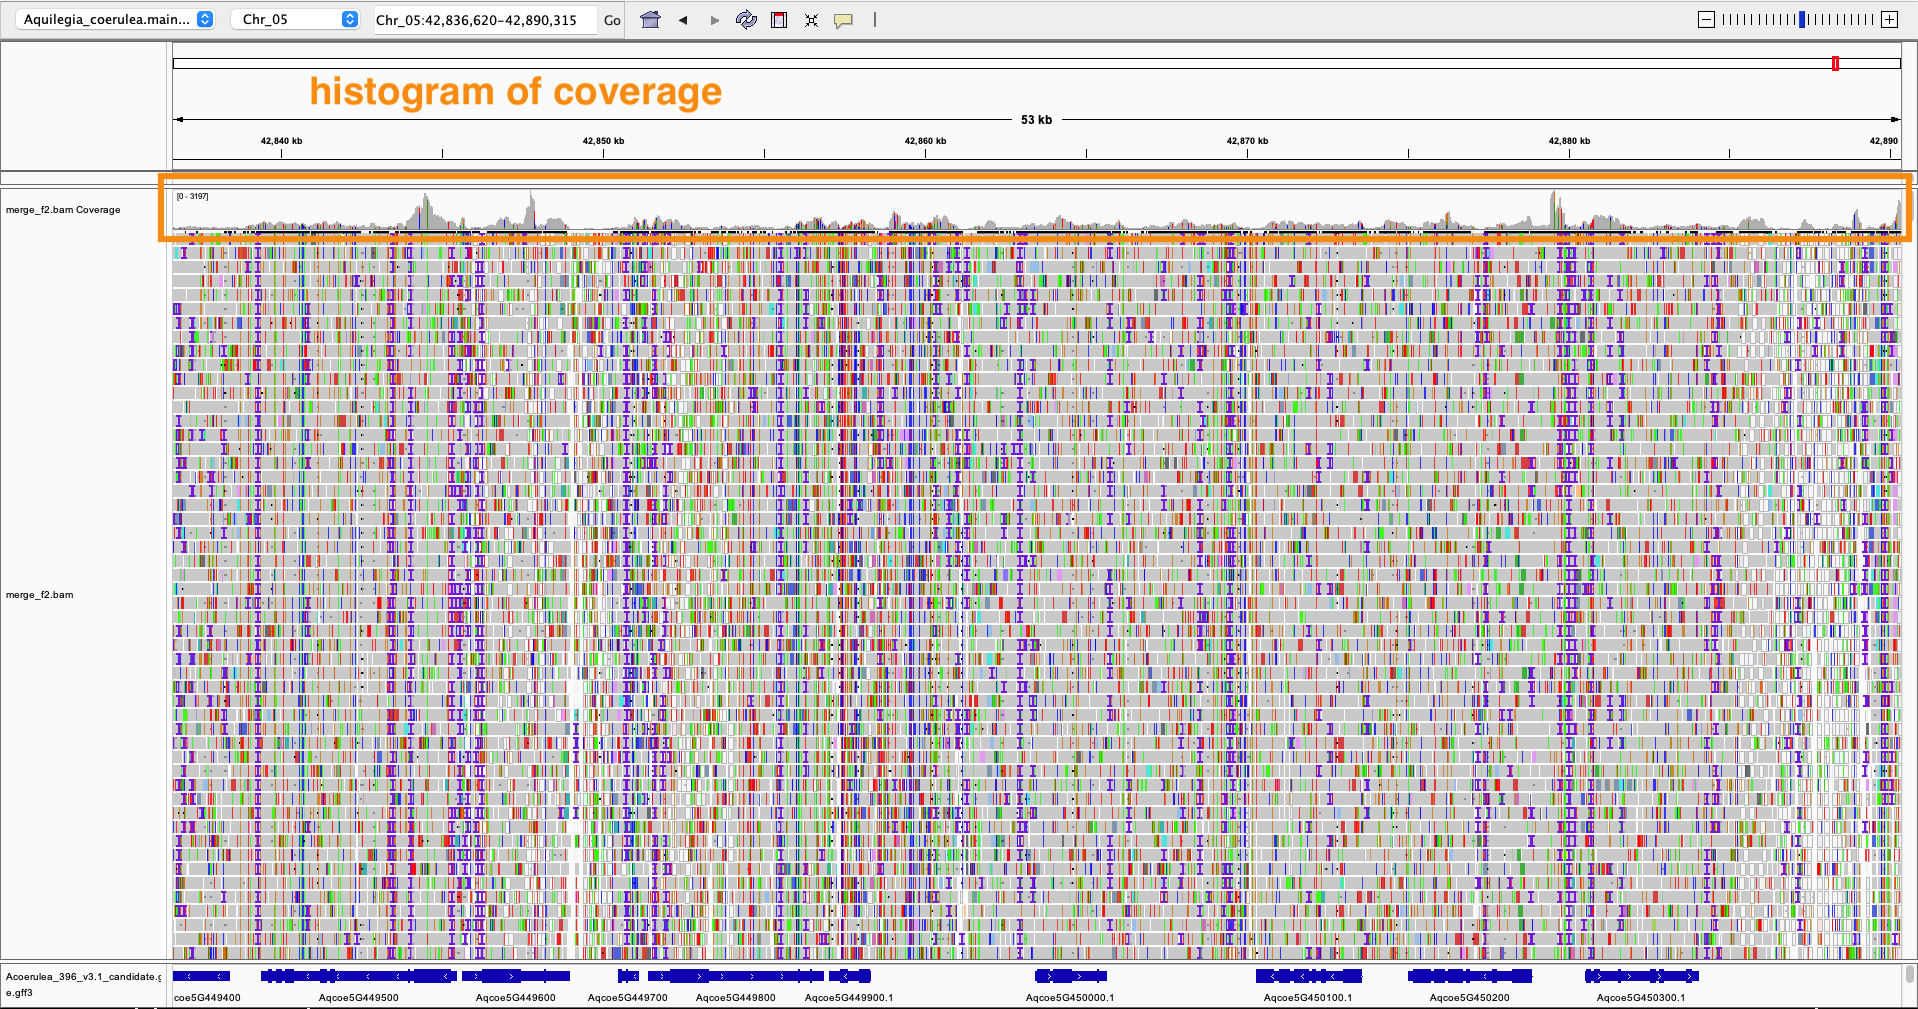 Aquilegia_coerulea.main...
Chr_05
Chr_05:42,836,620-42,890,315
Go
histogram of coverage
53 kb
42,840 kb
42,850 kb
42,860 kb
42,870 kb
42,880 kb
42,890
merge_f2.bam Coverage
[0 - 3197]
merge_f2.bam
Acoerulea_396_v3.1_candidate.g
e.gff3
coe5G449400
Aqcoe5G449500
Aqcoe5G449600
Aqcoe5G449700
Aqcoe5G449800
Aqcoe5G449900.1
Aqcoe5G450000.1
Aqcoe5G450100.1
Aqcoe5G450200
Aqcoe5G450300.1